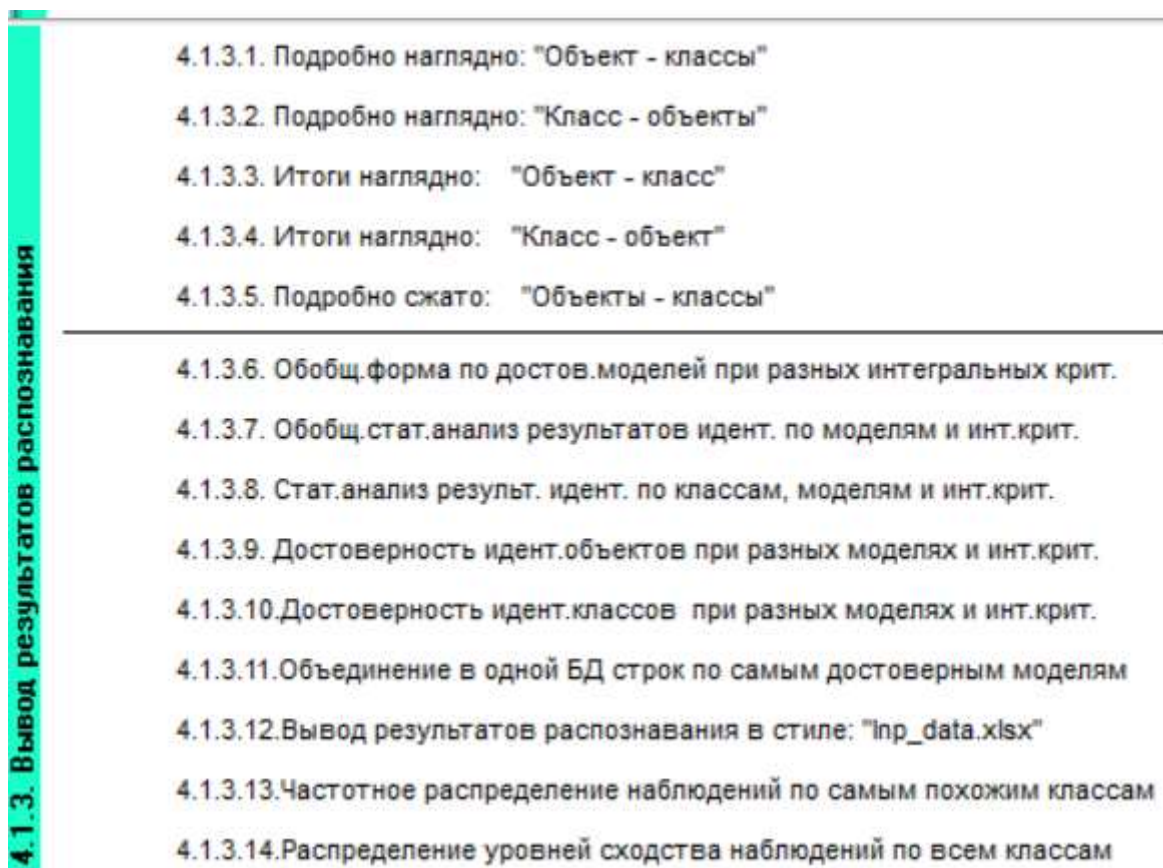 4.1.3. Вывод результатов распознавания
4.1.3.1. Подробно наглядно: "Объект - классы"
4.1.3.2. Подробно наглядно: "Класс - объекты"
4.1.3.3. Итоги наглядно: "Объект - класс"
4.1.3.4. Итоги наглядно: "Класс - объект"
4.1.3.5. Подробно сжато: "Объекты - классы"
4.1.3.6. Обобщ.форма по достов.моделей при разных интегральных крит.
4.1.3.7. Обобщ.стат.анализ результатов идент. по моделям и инт.крит.
4.1.3.8. Стат.анализ результ. идент. по классам, моделям и инт.крит.
4.1.3.9. Достоверность идент.объектов при разных моделях и инт.крит.
4.1.3.10.Достоверность идент.классов при разных моделях и инт.крит.
4.1.3.11.Объединение в одной БД строк по самым достоверным моделям
4.1.3.12.Вывод результатов распознавания в стиле: "Inp_data.xlsx"
4.1.3.13.Частотное распределение наблюдений по самым похожим классам
4.1.3.14.Распределение уровней сходства наблюдений по всем классам